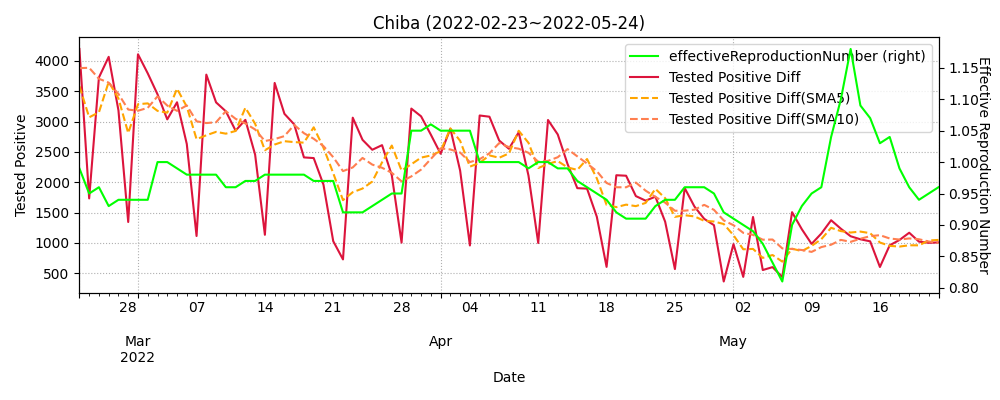 Chiba (2022-02-23~2022-05-24)
effectiveReproductionNumber (right)
Tested Positive Diff
Tested Positive Diff(SMA5)
Tested Positive Diff(SMA10)
Tested Positive
4000
3500
3000
2500
2000
1500
1000
500
1.15
1.10
1.05
1.00
0.95
0.90
0.85
0.80
Effective Reproduction Number
28 07 14 21 28 04 11 18 25 02 09 16
Mar Apr May
2022
Date